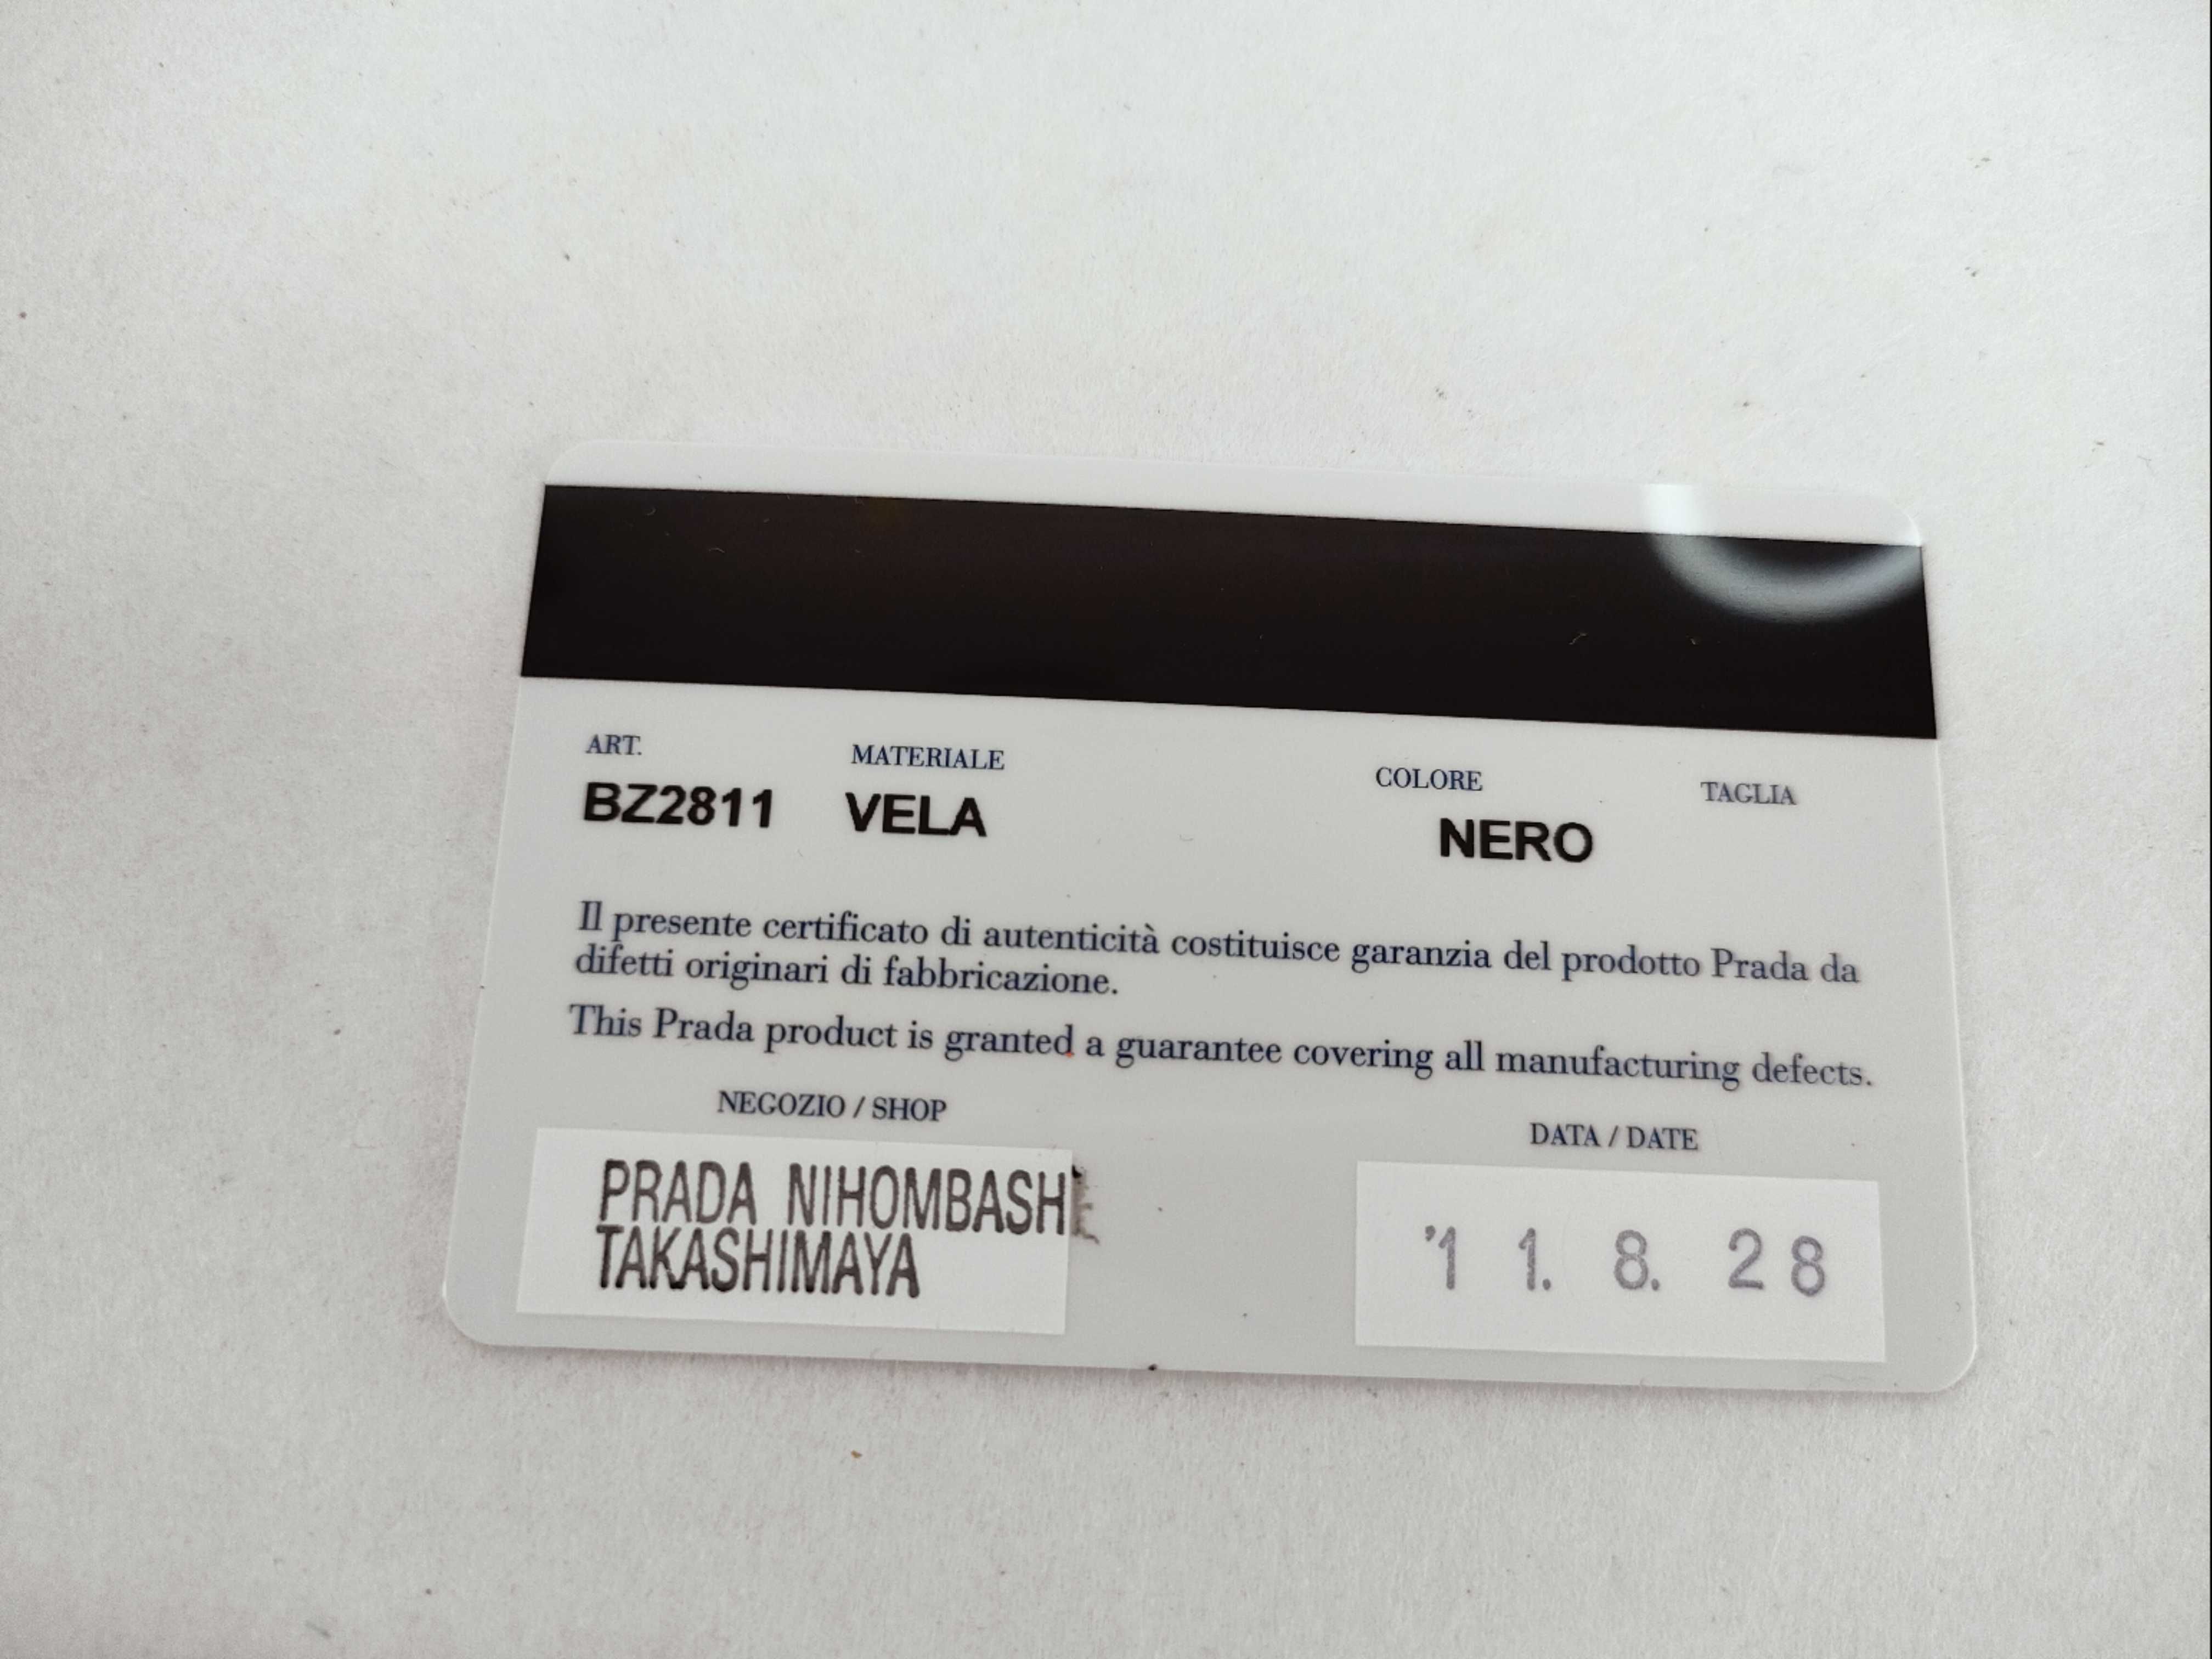 ART. MATERIALE COLORE TAGLIA
BZ2811 VELA NERO
Il presente certificato di autenticità costituisce garanzia del prodotto Prada da
difetti originari di fabbricazione.
This Prada product is granted a guarantee covering all manufacturing defects.
NEGOZIO / SHOP DATA / DATE
PRADA NIHOMBASHI
TAKASHIMAYA
'11. 8. 28